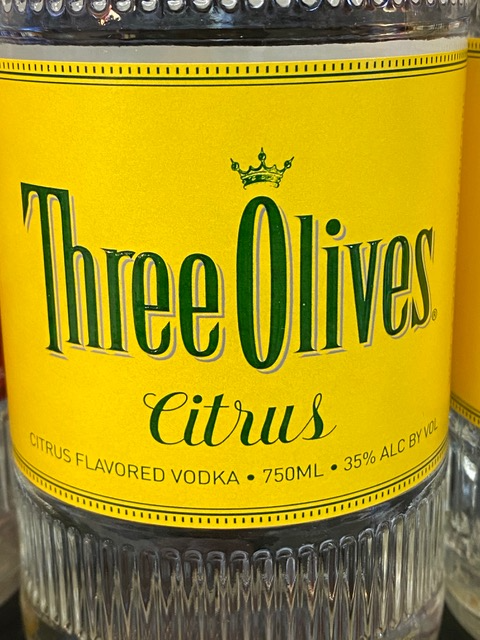 Three Olives®
Citrus
CITRUS FLAVORED VODKA • 750ML • 35% ALC BY VOL